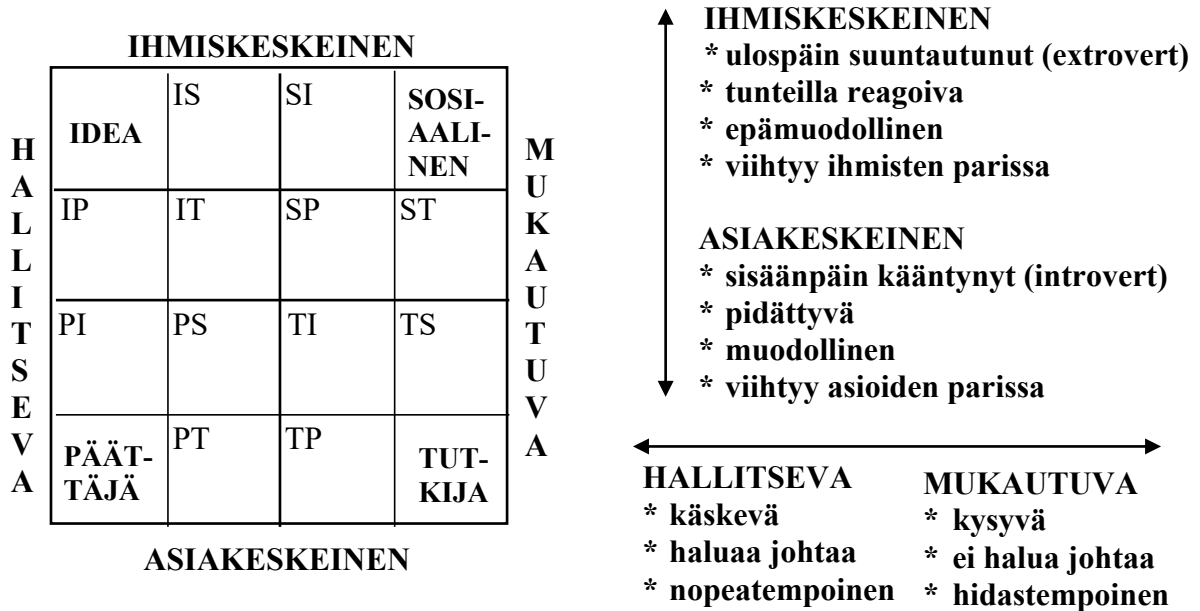 IHMISKESKEINEN
HALLITSEVA
IDEA
IS
SI
SOSI-
AALI-
NEN
IP
IT
SP
ST
PI
PS
TI
TS
PÄÄT-
TÄJÄ
PT
TP
TUT-
KIJA
MUKAUTUVA
ASIAKESKEINEN
IHMISKESKEINEN
* ulospäin suuntautunut (extrovert)
* tunteilla reagoiva
* epämuodollinen
* viihtyy ihmisten parissa
ASIAKESKEINEN
* sisäänpäin kääntynyt (introvert)
* pidättyvä
* muodollinen
* viihtyy asioiden parissa
HALLITSEVA
* käskevä
* haluaa johtaa
* nopeatempoinen
MUKAUTUVA
* kysyvä
* ei halua johtaa
* hidastempoinen